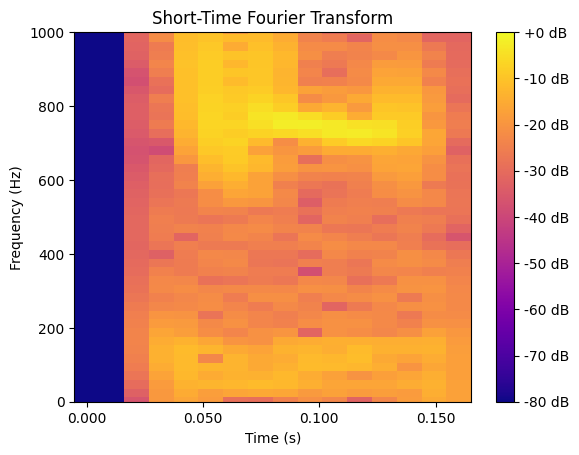 Short-Time Fourier Transform
1000
800
600
400
200
0
Frequency (Hz)
0.000
0.050
0.100
0.150
Time (s)
+0 dB
-10 dB
-20 dB
-30 dB
-40 dB
-50 dB
-60 dB
-70 dB
-80 dB